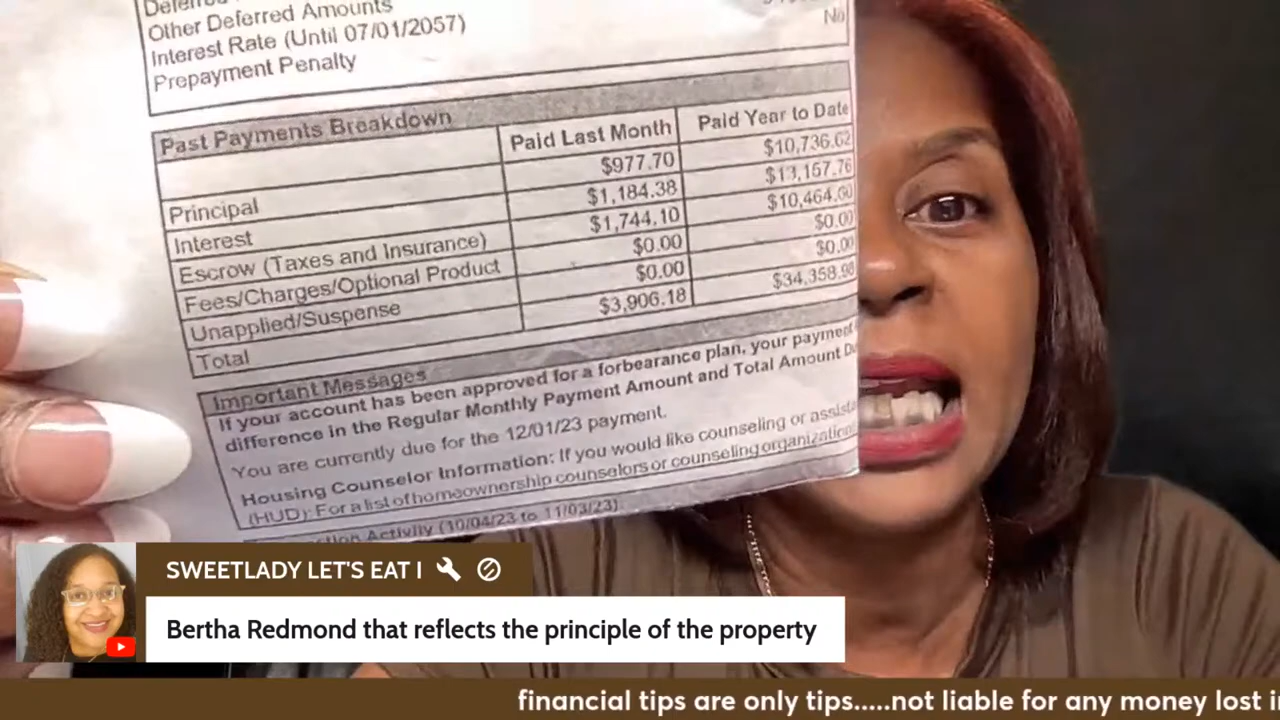 Other Deferred Amounts
Interest Rate (Until 07/01/2057)
Prepayment Penalty
No
Past Payments Breakdown
Paid Last Month
Paid Year to Date
Principal
$977.70
$10,736.62
Interest
$1,184.38
$13,157.76
Escrow (Taxes and Insurance)
$1,744.10
$10,464.60
Fees/Charges/Optional Product
$0.00
$0.00
Unapplied/Suspense
$0.00
$0.00
Total
$3,906.18
$34,358.98
Important Messages
If your account has been approved for a forbearance plan, your payment
difference in the Regular Monthly Payment Amount and Total Amount
You are currently due for the 12/01/23 payment.
Housing Counselor Information: If you would like counseling or
(HUD): For a list of homeownership counselors or counseling
Activity (10/04/23 to 11/03/23)
SWEETLADY LET'S EAT I
Bertha Redmond that reflects the principle of the property
financial tips are only tips.....not liable for any money lost